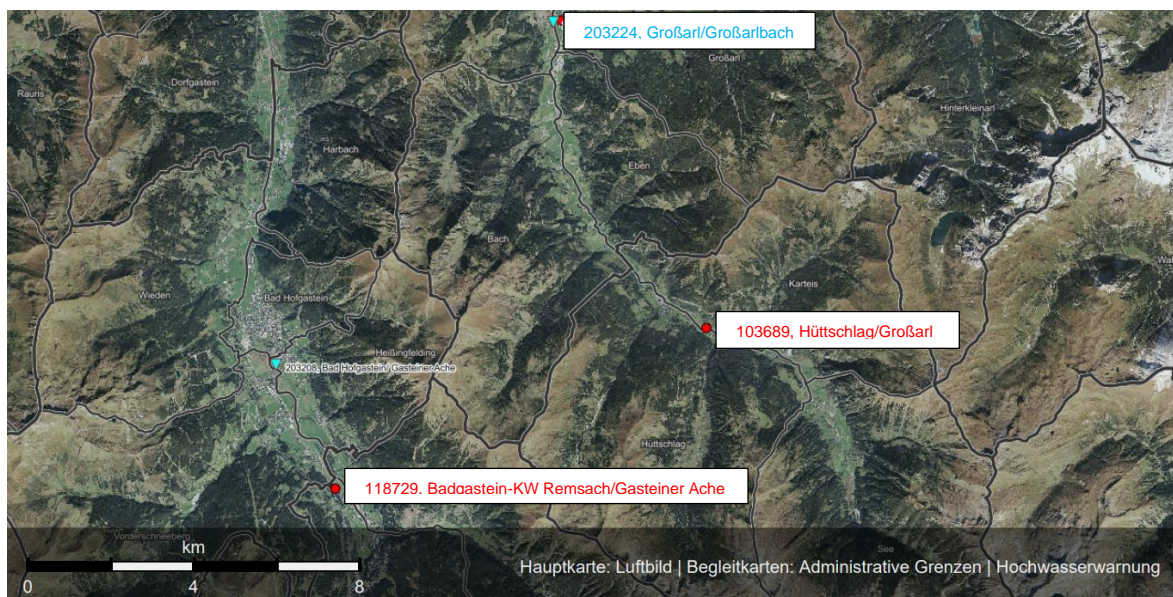 203224, Großarl/Großarlbach
Großarl
Dorfgastein
Rauris
Hinterkleinarl
Harbach
Eben
Bach
Karteis
Wieden
Bad Hofgastein
103689, Hüttschlag/Großarl
Heißingfelding
203208, Bad Hofgastein/ Gasteiner Ache
Hüttschlag
118729, Badgastein-KW Remsach/Gasteiner Ache
Vorderschneeberg
See
km
0 4 8
Hauptkarte: Luftbild | Begleitkarten: Administrative Grenzen | Hochwasserwarnung